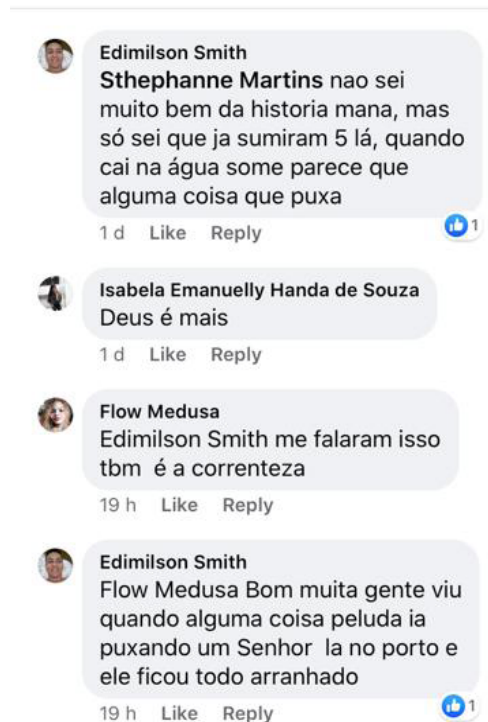 Edimilson Smith
Sthephanne Martins nao sei
muito bem da historia mana, mas
só sei que ja sumiram 5 lá, quando
cai na água some parece que
alguma coisa que puxa
1 d Like Reply 1
Isabela Emanuelly Handa de Souza
Deus é mais
1 d Like Reply
Flow Medusa
Edimilson Smith me falaram isso
tbm é a correnteza
19 h Like Reply
Edimilson Smith
Flow Medusa Bom muita gente viu
quando alguma coisa peluda ia
puxando um Senhor la no porto e
ele ficou todo arranhado
19 h Like Reply 1